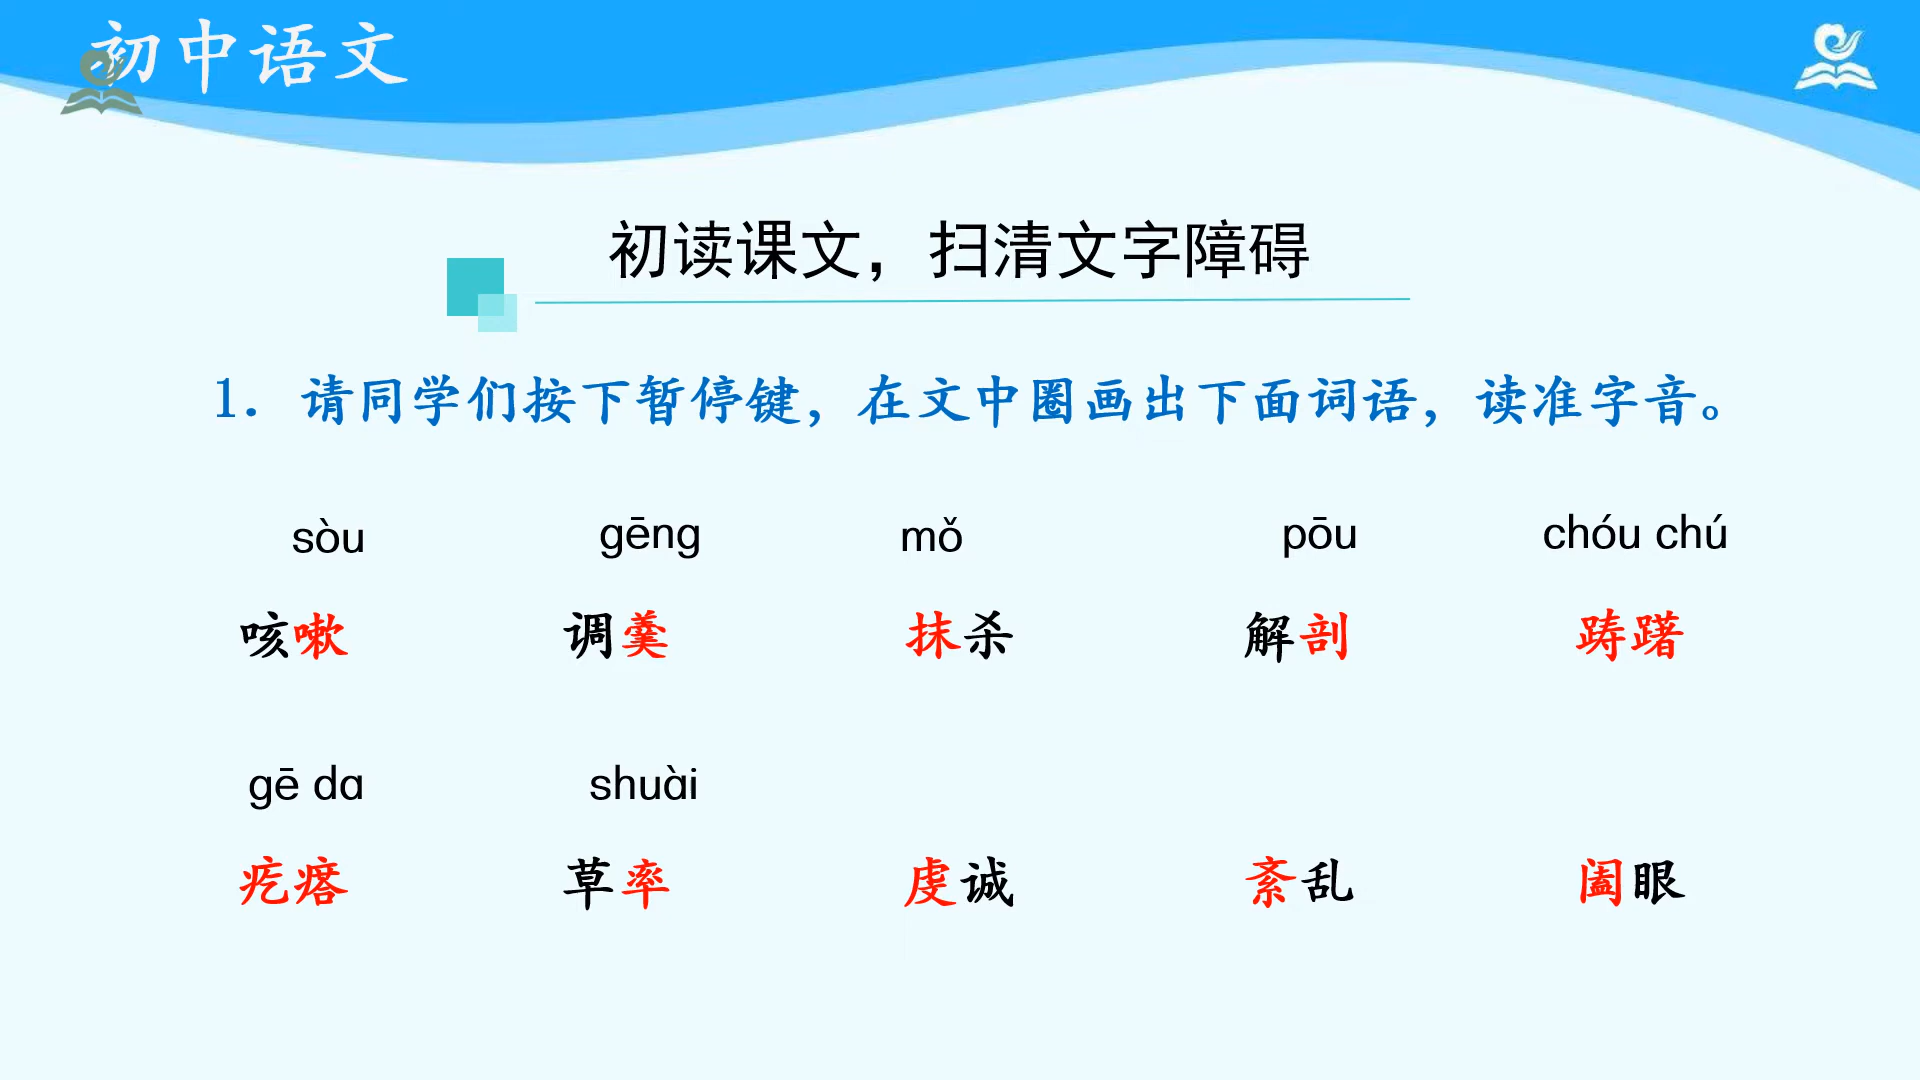 初中语文
初读课文，扫清文字障碍
1．请同学们按下暂停键，在文中圈画出下面词语，读准字音。
sòu gēng mǒ pōu chóu chú
咳嗽 调羹 抹杀 解剖 踌躇
gē da shuài
疙瘩 草率 虔诚 紊乱 阖眼